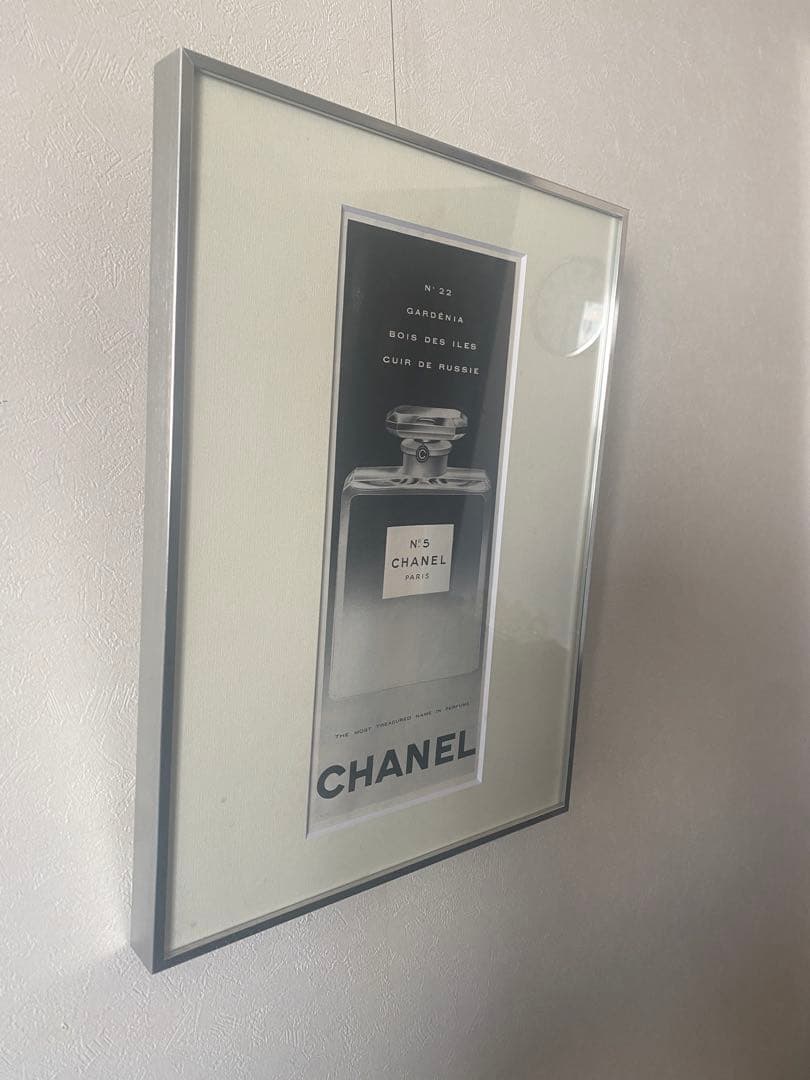 N° 22
GARDÉNIA
BOIS DES ILES
CUIR DE RUSSIE
C
N° 5
CHANEL
PARIS
THE MOST TREASURED NAME IN PERFUME
CHANEL